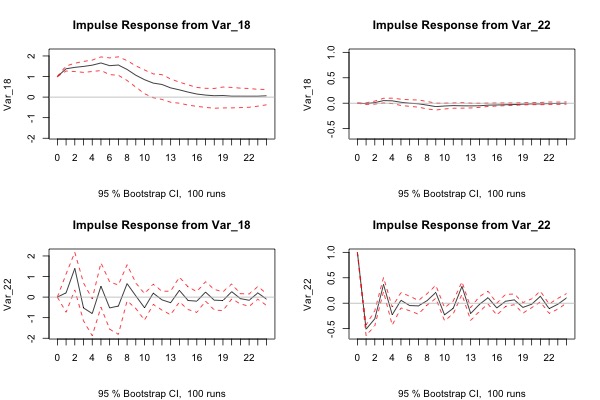 Impulse Response from Var_18
Var_18
2
1
0
-1
-2
0 2 4 6 8 10 13 16 19 22
95 % Bootstrap CI, 100 runs
Impulse Response from Var_22
Var_18
1.0
0.5
0.0
-0.5
0 2 4 6 8 10 13 16 19 22
95 % Bootstrap CI, 100 runs
Impulse Response from Var_18
Var_22
2
1
0
-1
-2
0 2 4 6 8 10 13 16 19 22
95 % Bootstrap CI, 100 runs
Impulse Response from Var_22
Var_22
1.0
0.5
0.0
-0.5
0 2 4 6 8 10 13 16 19 22
95 % Bootstrap CI, 100 runs